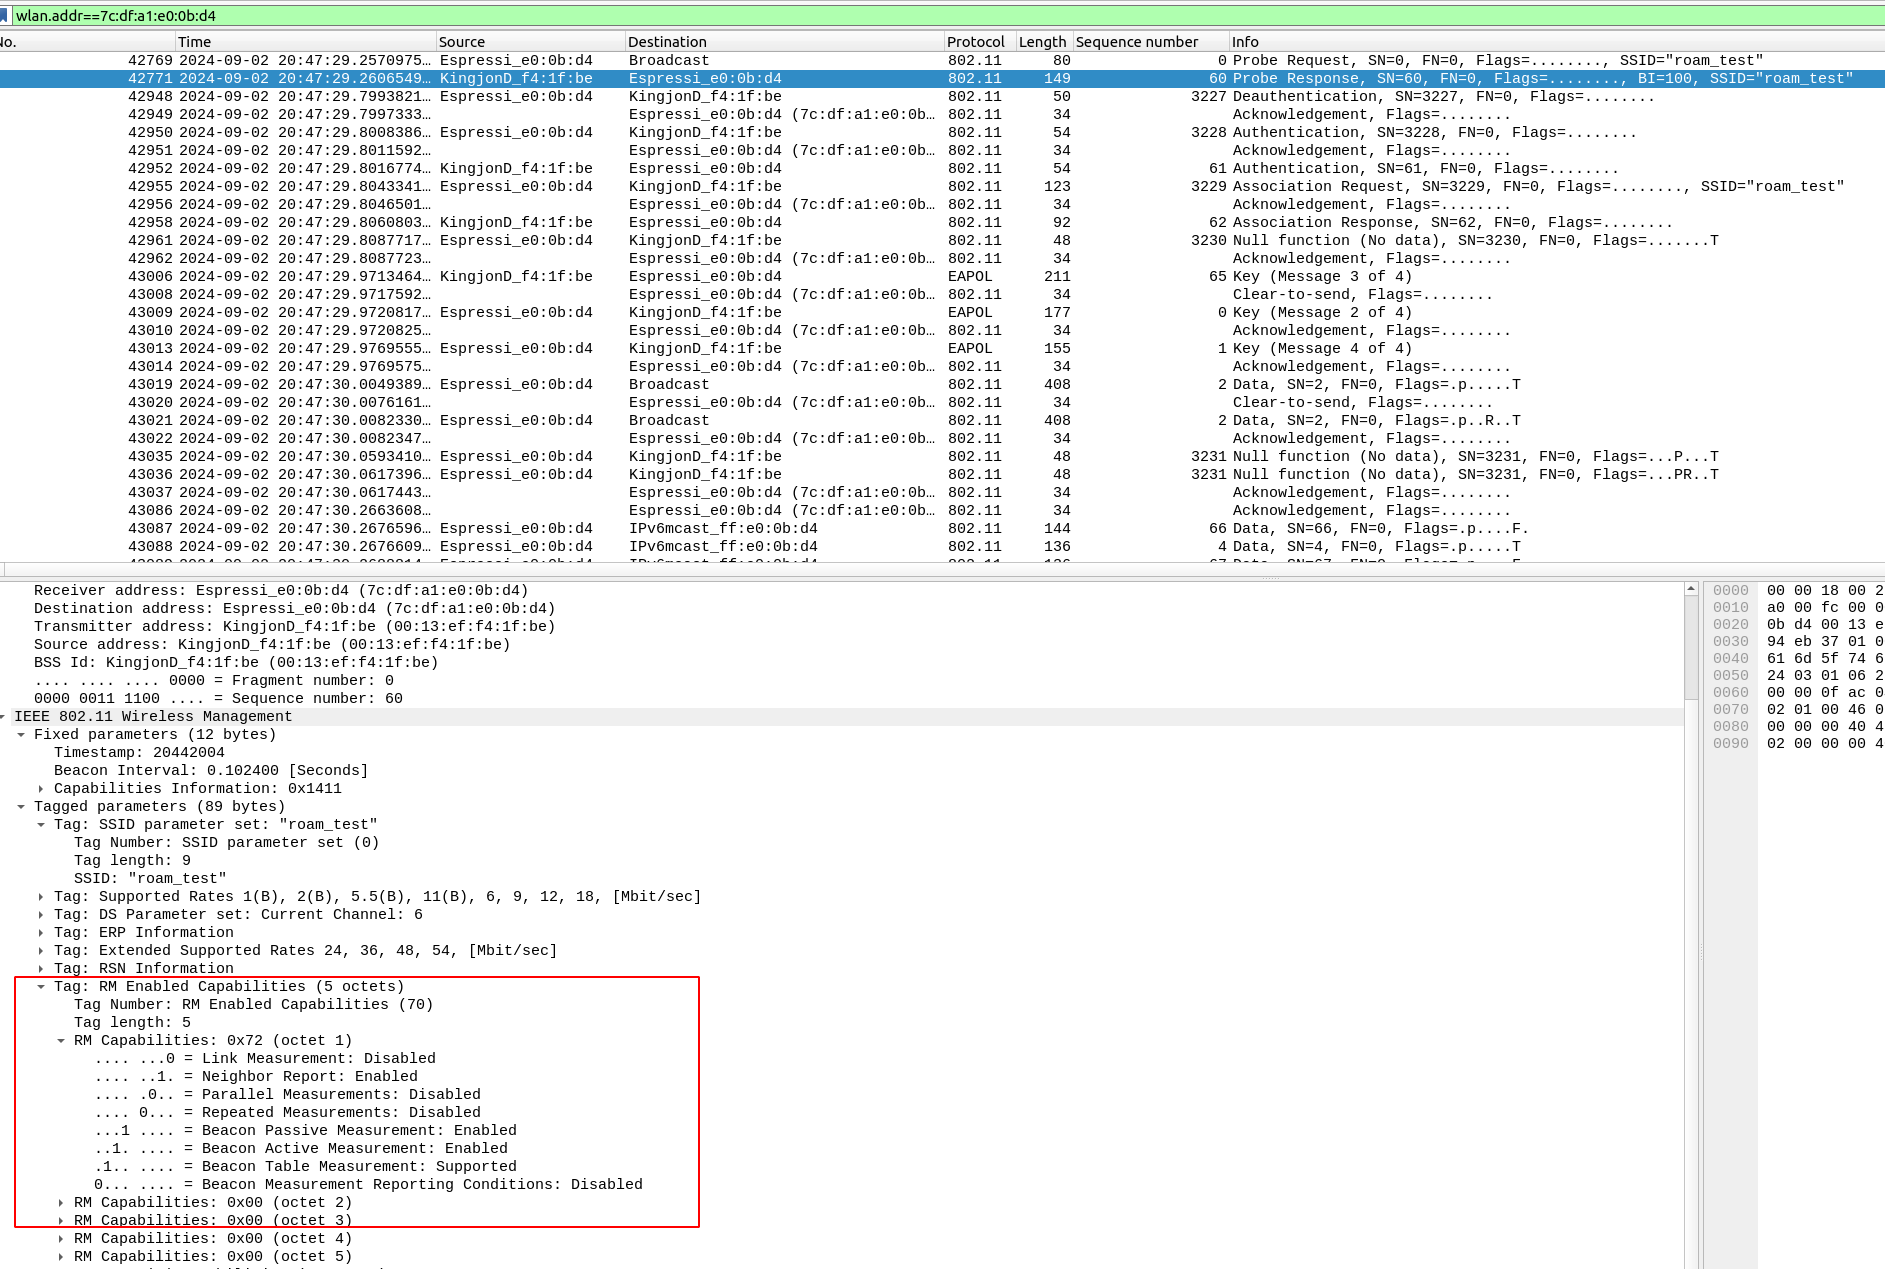 wlan.addr==7c:df:a1:e0:0b:d4
No. Time Source Destination Protocol Length Sequence number Info
42769 2024-09-02 20:47:29.2570975… Espressi_e0:0b:d4 Broadcast 802.11 80 0 Probe Request, SN=0, FN=0, Flags=........, SSID="roam_test"
42771 2024-09-02 20:47:29.2606549… KingjonD_f4:1f:be Espressi_e0:0b:d4 802.11 149 60 Probe Response, SN=60, FN=0, Flags=........, BI=100, SSID="roam_test"
42948 2024-09-02 20:47:29.7993821… Espressi_e0:0b:d4 KingjonD_f4:1f:be 802.11 50 3227 Deauthentication, SN=3227, FN=0, Flags=........
42949 2024-09-02 20:47:29.7997333… Espressi_e0:0b:d4 (7c:df:a1:e0:0b… 802.11 34 Acknowledgement, Flags=........
42950 2024-09-02 20:47:29.8008386… Espressi_e0:0b:d4 KingjonD_f4:1f:be 802.11 54 3228 Authentication, SN=3228, FN=0, Flags=........
42951 2024-09-02 20:47:29.8011592… Espressi_e0:0b:d4 (7c:df:a1:e0:0b… 802.11 34 Acknowledgement, Flags=........
42952 2024-09-02 20:47:29.8016774… KingjonD_f4:1f:be Espressi_e0:0b:d4 802.11 54 61 Authentication, SN=61, FN=0, Flags=........
42955 2024-09-02 20:47:29.8043341… Espressi_e0:0b:d4 KingjonD_f4:1f:be 802.11 123 3229 Association Request, SN=3229, FN=0, Flags=........, SSID="roam_test"
42956 2024-09-02 20:47:29.8046501… Espressi_e0:0b:d4 (7c:df:a1:e0:0b… 802.11 34 Acknowledgement, Flags=........
42958 2024-09-02 20:47:29.8060803… KingjonD_f4:1f:be Espressi_e0:0b:d4 802.11 92 62 Association Response, SN=62, FN=0, Flags=........
42961 2024-09-02 20:47:29.8087717… Espressi_e0:0b:d4 KingjonD_f4:1f:be 802.11 48 3230 Null function (No data), SN=3230, FN=0, Flags=.......T
42962 2024-09-02 20:47:29.8087723… Espressi_e0:0b:d4 (7c:df:a1:e0:0b… 802.11 34 Acknowledgement, Flags=........
43006 2024-09-02 20:47:29.9713464… KingjonD_f4:1f:be Espressi_e0:0b:d4 EAPOL 211 65 Key (Message 3 of 4)
43008 2024-09-02 20:47:29.9717592… Espressi_e0:0b:d4 (7c:df:a1:e0:0b… 802.11 34 Clear-to-send, Flags=........
43009 2024-09-02 20:47:29.9720817… Espressi_e0:0b:d4 KingjonD_f4:1f:be EAPOL 177 0 Key (Message 2 of 4)
43010 2024-09-02 20:47:29.9720825… Espressi_e0:0b:d4 (7c:df:a1:e0:0b… 802.11 34 Acknowledgement, Flags=........
43013 2024-09-02 20:47:29.9769555… Espressi_e0:0b:d4 KingjonD_f4:1f:be EAPOL 155 1 Key (Message 4 of 4)
43014 2024-09-02 20:47:29.9769575… Espressi_e0:0b:d4 (7c:df:a1:e0:0b… 802.11 34 Acknowledgement, Flags=........
43019 2024-09-02 20:47:30.0049389… Espressi_e0:0b:d4 Broadcast 802.11 408 2 Data, SN=2, FN=0, Flags=.p.....T
43020 2024-09-02 20:47:30.0076161… Espressi_e0:0b:d4 (7c:df:a1:e0:0b… 802.11 34 Clear-to-send, Flags=........
43021 2024-09-02 20:47:30.0082330… Espressi_e0:0b:d4 Broadcast 802.11 408 2 Data, SN=2, FN=0, Flags=.p..R..T
43022 2024-09-02 20:47:30.0082347… Espressi_e0:0b:d4 (7c:df:a1:e0:0b… 802.11 34 Acknowledgement, Flags=........
43035 2024-09-02 20:47:30.0593410… Espressi_e0:0b:d4 KingjonD_f4:1f:be 802.11 48 3231 Null function (No data), SN=3231, FN=0, Flags=...P...T
43036 2024-09-02 20:47:30.0617396… Espressi_e0:0b:d4 KingjonD_f4:1f:be 802.11 48 3231 Null function (No data), SN=3231, FN=0, Flags=...PR..T
43037 2024-09-02 20:47:30.0617443… Espressi_e0:0b:d4 (7c:df:a1:e0:0b… 802.11 34 Acknowledgement, Flags=........
43086 2024-09-02 20:47:30.2663608… Espressi_e0:0b:d4 (7c:df:a1:e0:0b… 802.11 34 Acknowledgement, Flags=........
43087 2024-09-02 20:47:30.2676596… Espressi_e0:0b:d4 IPv6mcast_ff:e0:0b:d4 802.11 144 66 Data, SN=66, FN=0, Flags=.p....F.
43088 2024-09-02 20:47:30.2676609… Espressi_e0:0b:d4 IPv6mcast_ff:e0:0b:d4 802.11 136 4 Data, SN=4, FN=0, Flags=.p.....T
Receiver address: Espressi_e0:0b:d4 (7c:df:a1:e0:0b:d4)
Destination address: Espressi_e0:0b:d4 (7c:df:a1:e0:0b:d4)
Transmitter address: KingjonD_f4:1f:be (00:13:ef:f4:1f:be)
Source address: KingjonD_f4:1f:be (00:13:ef:f4:1f:be)
BSS Id: KingjonD_f4:1f:be (00:13:ef:f4:1f:be)
.... .... .... 0000 = Fragment number: 0
0000 0011 1100 .... = Sequence number: 60
IEEE 802.11 Wireless Management
Fixed parameters (12 bytes)
Timestamp: 20442004
Beacon Interval: 0.102400 [Seconds]
Capabilities Information: 0x1411
Tagged parameters (89 bytes)
Tag: SSID parameter set: "roam_test"
Tag Number: SSID parameter set (0)
Tag length: 9
SSID: "roam_test"
Tag: Supported Rates 1(B), 2(B), 5.5(B), 11(B), 6, 9, 12, 18, [Mbit/sec]
Tag: DS Parameter set: Current Channel: 6
Tag: ERP Information
Tag: Extended Supported Rates 24, 36, 48, 54, [Mbit/sec]
Tag: RSN Information
Tag: RM Enabled Capabilities (5 octets)
Tag Number: RM Enabled Capabilities (70)
Tag length: 5
RM Capabilities: 0x72 (octet 1)
.... ...0 = Link Measurement: Disabled
.... ..1. = Neighbor Report: Enabled
.... .0.. = Parallel Measurements: Disabled
.... 0... = Repeated Measurements: Disabled
...1 .... = Beacon Passive Measurement: Enabled
..1. .... = Beacon Active Measurement: Enabled
.1.. .... = Beacon Table Measurement: Supported
0... .... = Beacon Measurement Reporting Conditions: Disabled
RM Capabilities: 0x00 (octet 2)
RM Capabilities: 0x00 (octet 3)
RM Capabilities: 0x00 (octet 4)
RM Capabilities: 0x00 (octet 5)
0000 00 00 18 00 2
0010 a0 00 fc 00 0
0020 0b d4 00 13 e
0030 94 eb 37 01 0
0040 61 6d 5f 74 6
0050 24 03 01 06 2
0060 00 00 0f ac 0
0070 02 01 00 46 0
0080 00 00 00 40 4
0090 02 00 00 00 4